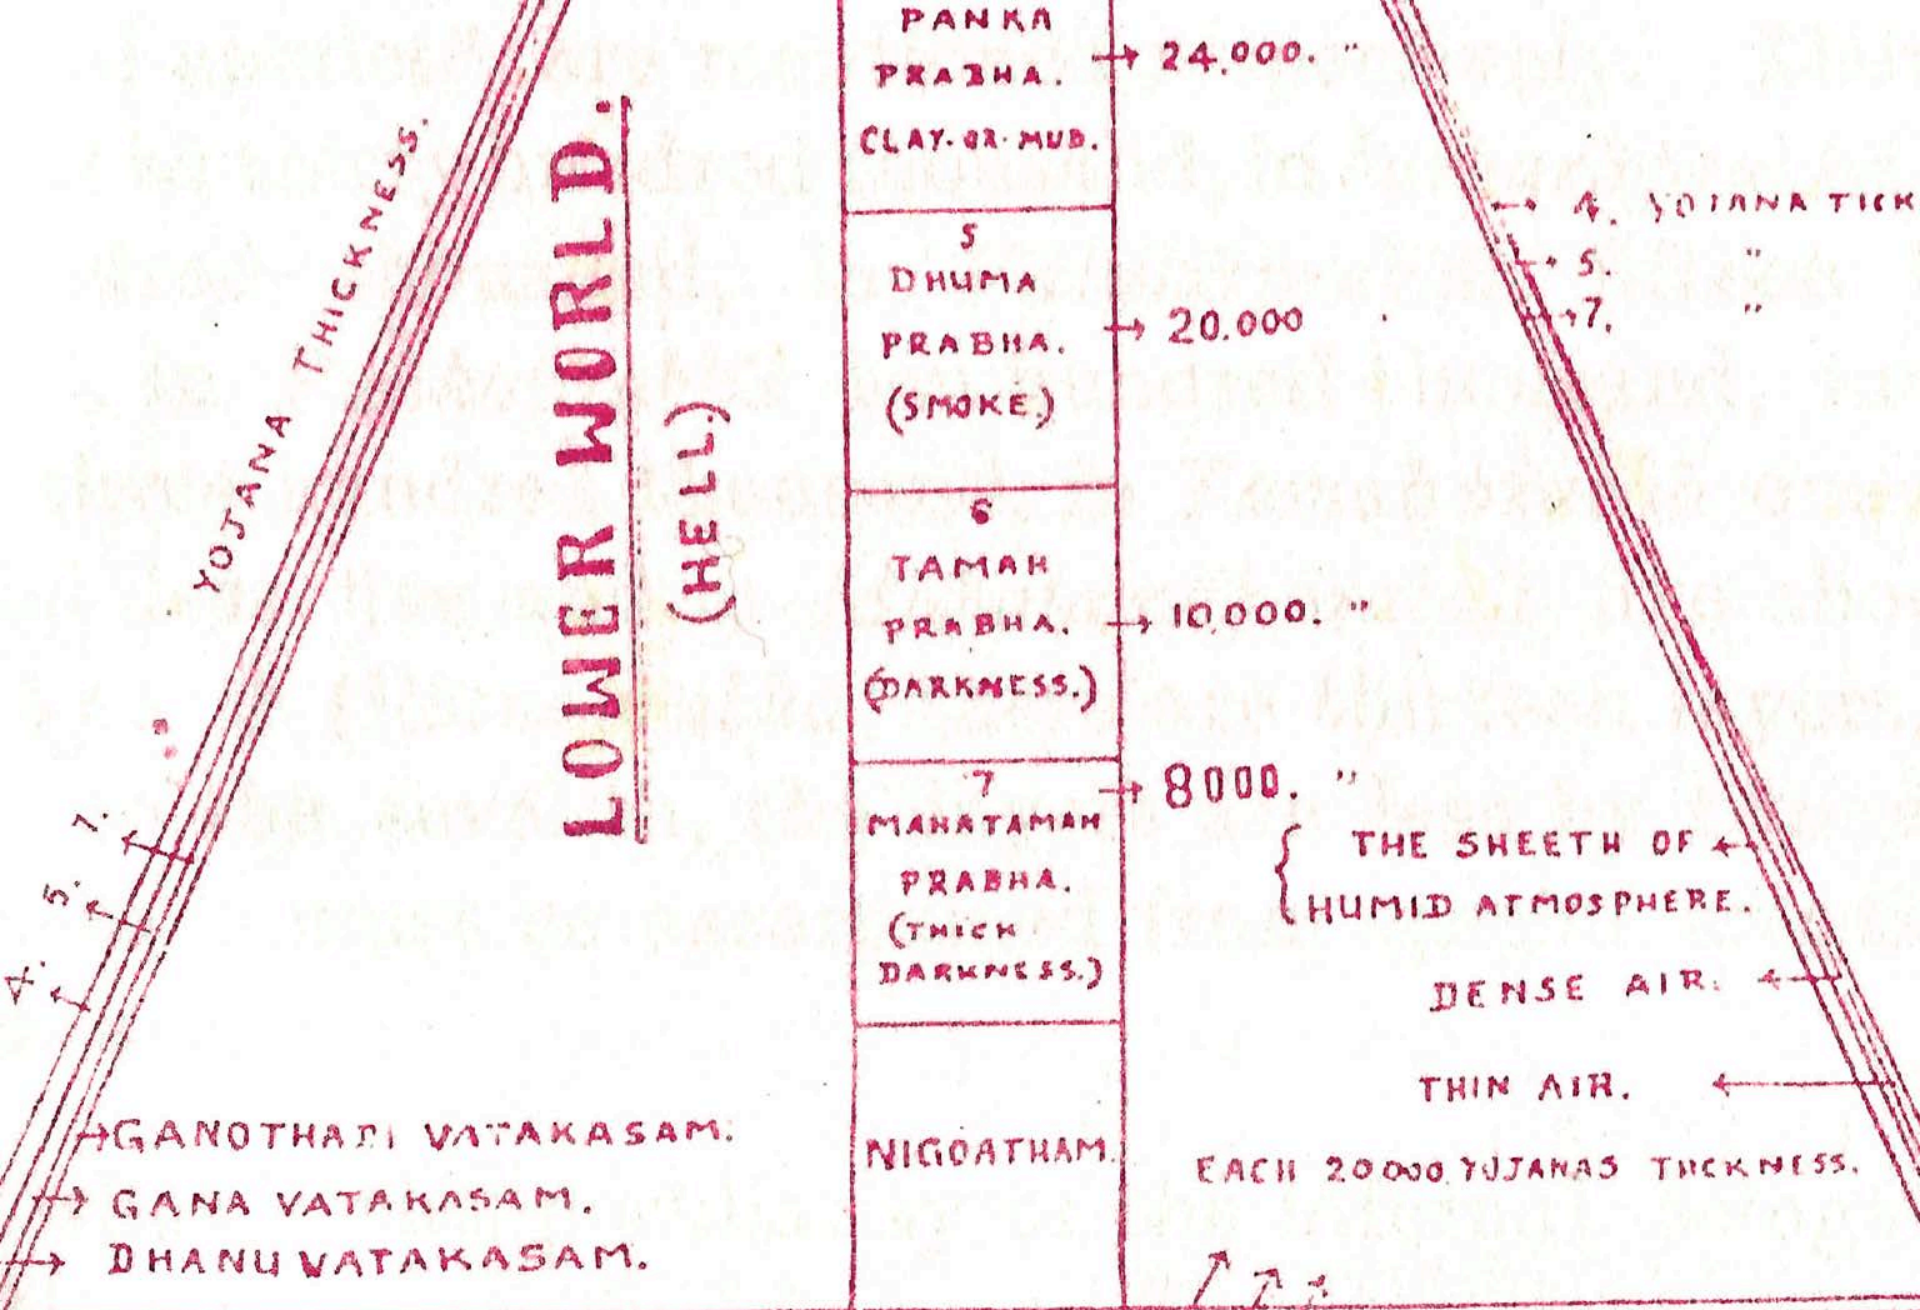 PANKA
PRABHA.
CLAY-OR-MUD.
→ 24,000. "
YOJANA THICKNESS.
LOWER WORLD.
(HELL.)
4. YOJANA TICK
5. "
7. "
5
DHUMA
PRABHA.
(SMOKE.)
→ 20.000
6
TAMAH
PRABHA.
(DARKNESS.)
→ 10,000. "
7
MAHATAMAH
PRABHA.
(THICK
DARKNESS.)
→ 8000. "
7.
5.
4.
THE SHEETH OF
HUMID ATMOSPHERE.
DENSE AIR.
THIN AIR.
EACH 20000 YOJANAS THICKNESS.
NIGOATHAM.
GANOTHADI VATAKASAM.
GANA VATAKASAM.
DHANU VATAKASAM.